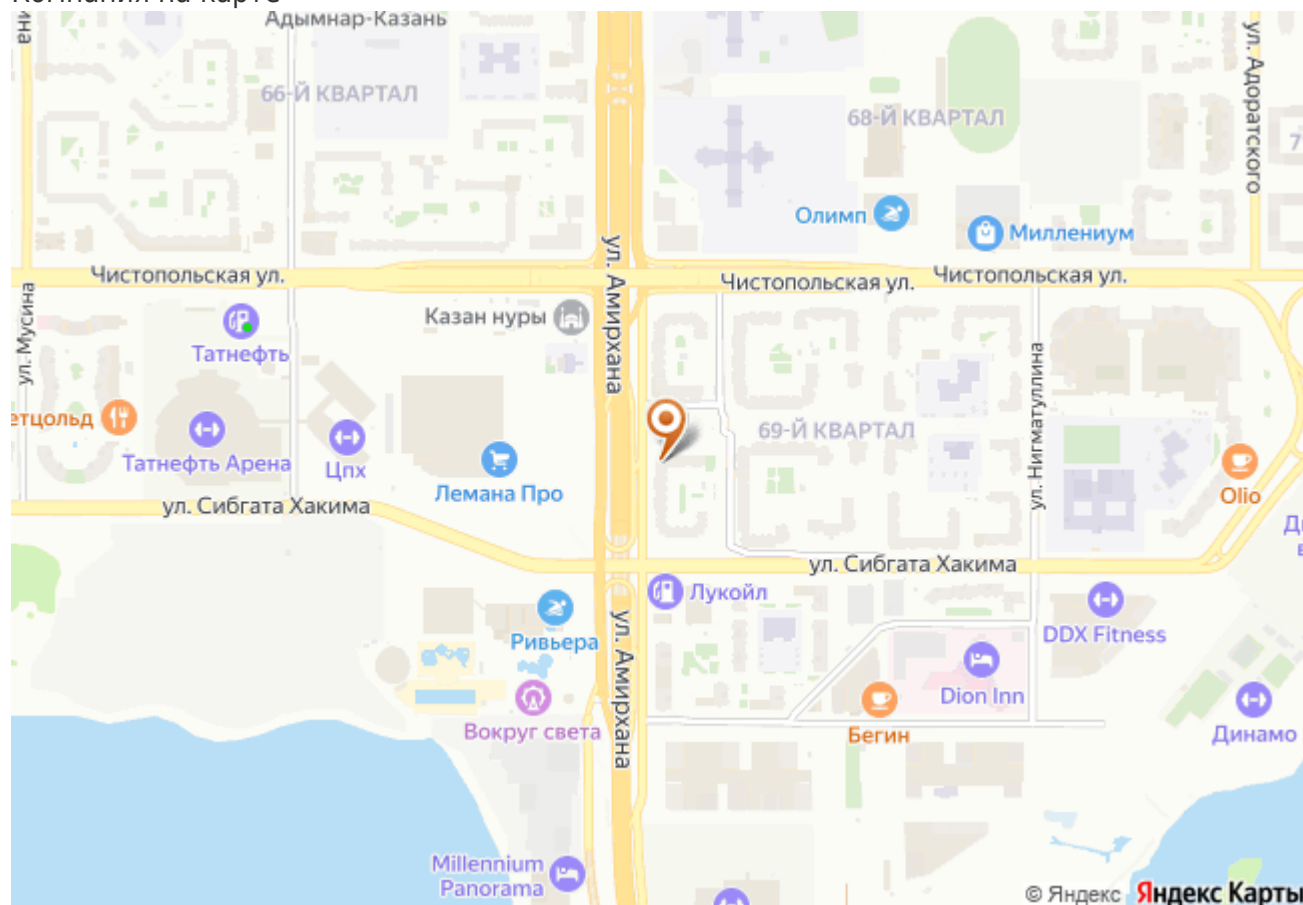 Адымнар-Казань
66-Й КВАРТАЛ
68-Й КВАРТАЛ
ул. Адоратского
Олимп
Миллениум
Чистопольская ул.
Чистопольская ул.
Чистопольская ул.
ул. Мусина
Татнефть
Казан нуры
ул. Амирхана
ул. Нигматуллина
69-Й КВАРТАЛ
Татнефть Арена
Цпх
Лемана Про
Olio
ул. Сибгата Хакима
ул. Сибгата Хакима
Лукойл
Ривьера
DDX Fitness
ул. Амирхана
Dion Inn
Вокруг света
Бегин
Динамо
Millennium
Panorama
© Яндекс Яндекс Карты